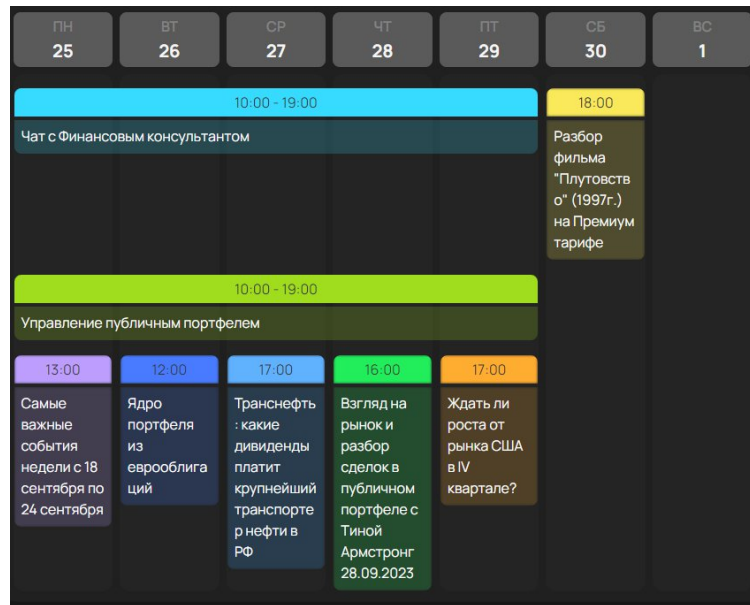 ПН
25
ВТ
26
СР
27
ЧТ
28
ПТ
29
СБ
30
ВС
1
10:00 - 19:00
Чат с Финансовым консультантом
18:00
Разбор
фильма
"Плутовств
о" (1997г.)
на Премиум
тарифе
10:00 - 19:00
Управление публичным портфелем
13:00
Самые
важные
события
недели с 18
сентября по
24 сентября
12:00
Ядро
портфеля
из
еврооблига
ций
17:00
Транснефть
: какие
дивиденды
платит
крупнейший
транспорте
р нефти в
РФ
16:00
Взгляд на
рынок и
разбор
сделок в
публичном
портфеле с
Тиной
Армстронг
28.09.2023
17:00
Ждать ли
роста от
рынка США
в IV
квартале?